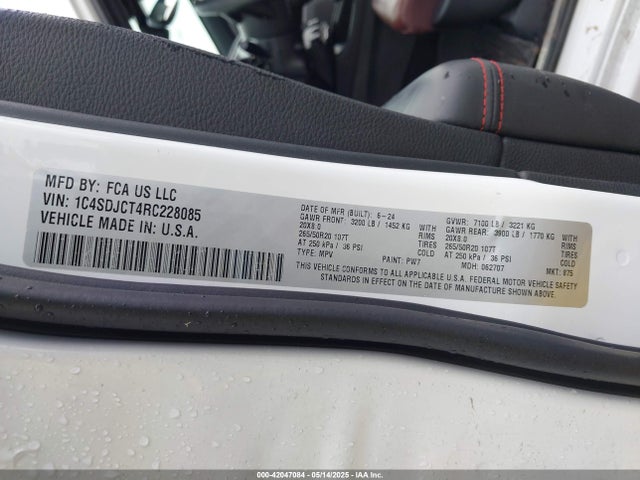 MFD BY: FCA US LLC
VIN: 1C4SDJCT4RC228085
VEHICLE MADE IN: U.S.A.
DATE OF MFR (BUILT): 6-24
GAWR FRONT: 3200 LB / 1452 KG WITH
20X8.0 RIMS
265/50R20 107T TIRES
AT 250 kPa / 36 PSI COLD
TYPE: MPV PAINT: PW7
GVWR: 7100 LB / 3221 KG
GAWR REAR: 3900 LB / 1770 KG WITH
20X8.0 RIMS
265/50R20 107T TIRES
AT 250 kPa / 36 PSI COLD
MDH: 062707 MKT: 875
THIS VEHICLE CONFORMS TO ALL APPLICABLE U.S.A. FEDERAL MOTOR VEHICLE SAFETY
STANDARDS IN EFFECT ON THE DATE OF MANUFACTURE SHOWN ABOVE.
000-42047084 - 05/14/2025 - IAA Inc.